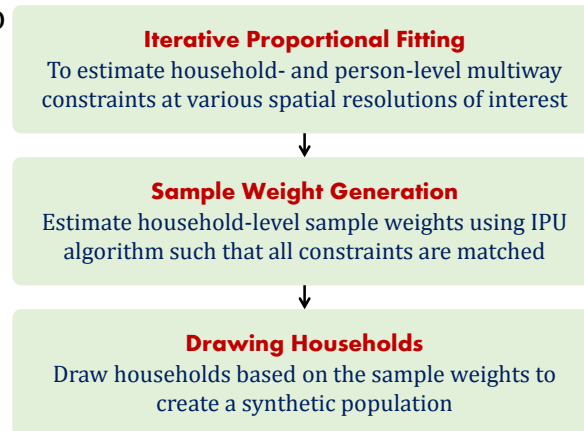 Iterative Proportional Fitting
To estimate household- and person-level multiway
constraints at various spatial resolutions of interest
Sample Weight Generation
Estimate household-level sample weights using IPU
algorithm such that all constraints are matched
Drawing Households
Draw households based on the sample weights to
create a synthetic population